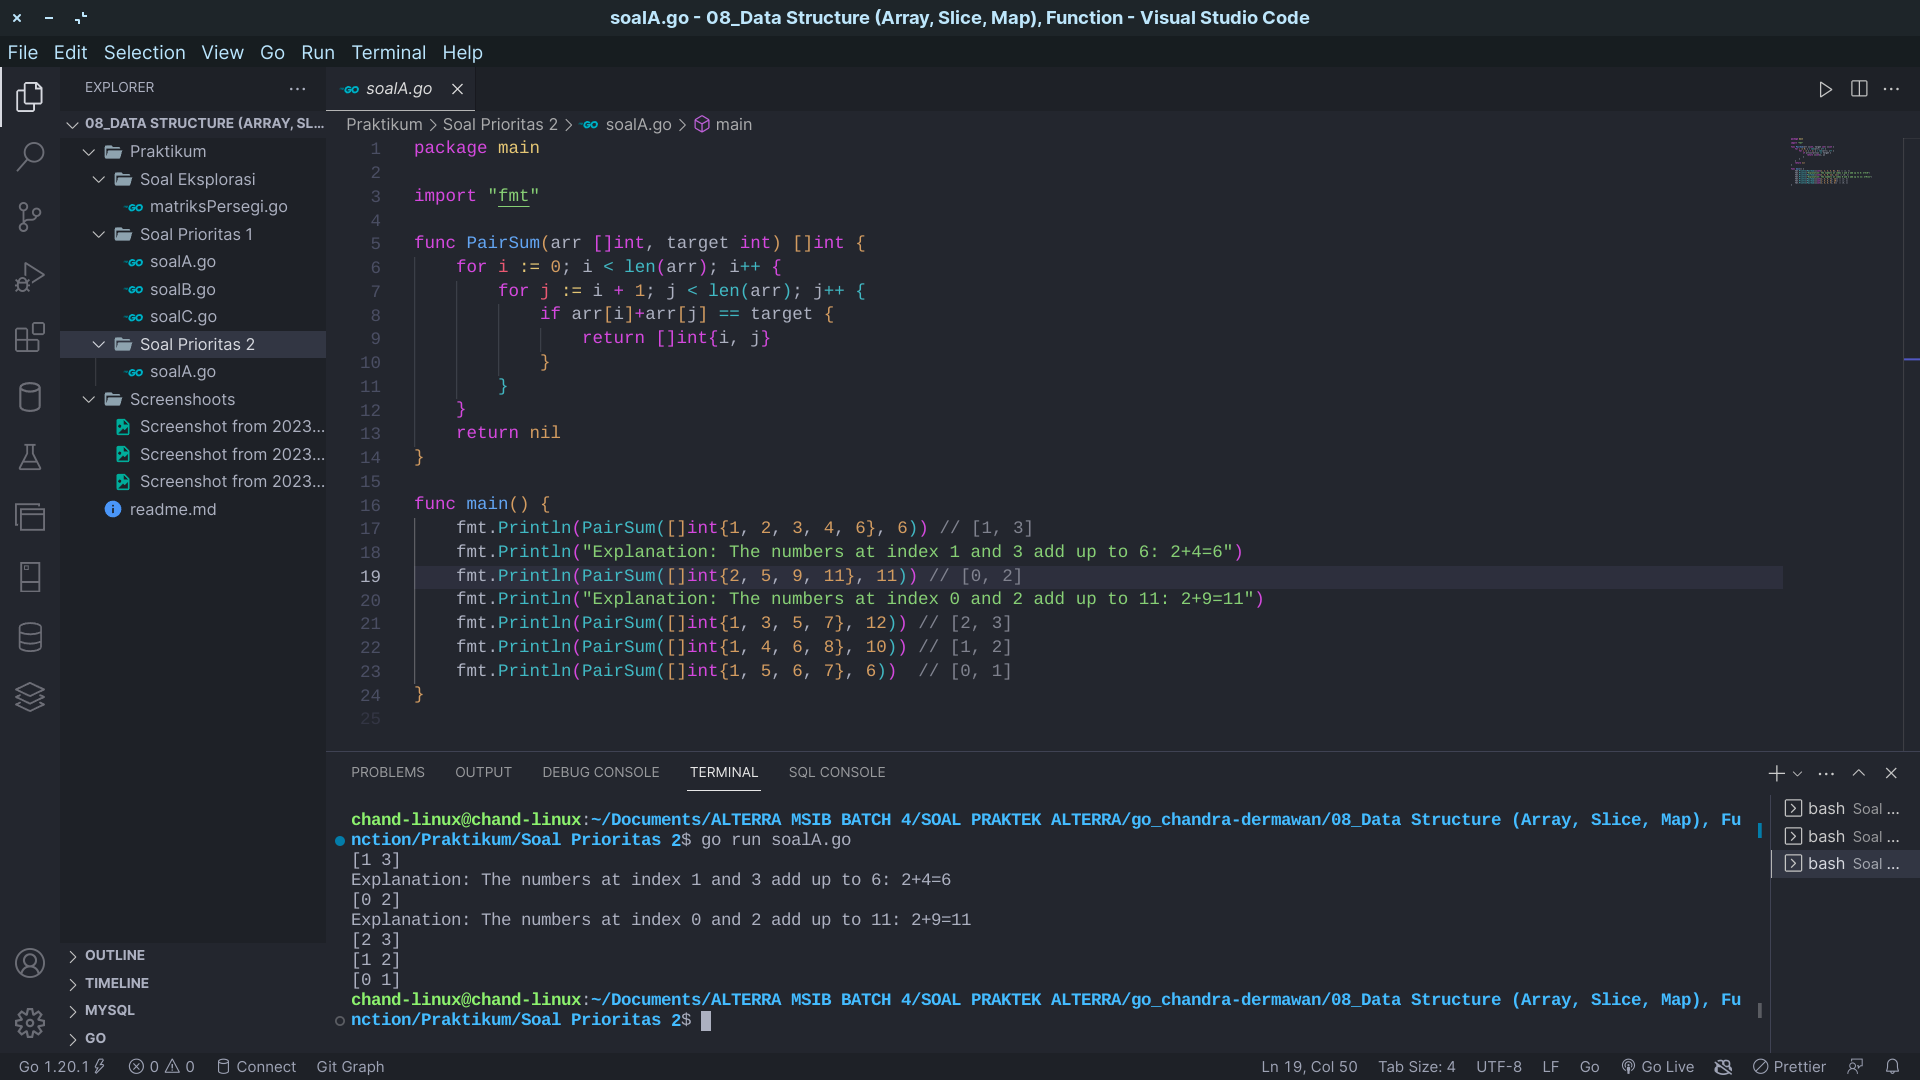 soalA.go - 08_Data Structure (Array, Slice, Map), Function - Visual Studio Code
File Edit Selection View Go Run Terminal Help
EXPLORER
08_DATA STRUCTURE (ARRAY, SL...
Praktikum
Soal Eksplorasi
matriksPersegi.go
Soal Prioritas 1
soalA.go
soalB.go
soalC.go
Soal Prioritas 2
soalA.go
Screenshoots
Screenshot from 2023...
Screenshot from 2023...
Screenshot from 2023...
readme.md
OUTLINE
TIMELINE
MYSQL
GO
soalA.go
Praktikum > Soal Prioritas 2 > soalA.go > main
1 package main
2
3 import "fmt"
4
5 func PairSum(arr []int, target int) []int {
6 for i := 0; i < len(arr); i++ {
7 for j := i + 1; j < len(arr); j++ {
8 if arr[i]+arr[j] == target {
9 return []int{i, j}
10 }
11 }
12 }
13 return nil
14 }
15
16 func main() {
17 fmt.Println(PairSum([]int{1, 2, 3, 4, 6}, 6)) // [1, 3]
18 fmt.Println("Explanation: The numbers at index 1 and 3 add up to 6: 2+4=6")
19 fmt.Println(PairSum([]int{2, 5, 9, 11}, 11)) // [0, 2]
20 fmt.Println("Explanation: The numbers at index 0 and 2 add up to 11: 2+9=11")
21 fmt.Println(PairSum([]int{1, 3, 5, 7}, 12)) // [2, 3]
22 fmt.Println(PairSum([]int{1, 4, 6, 8}, 10)) // [1, 2]
23 fmt.Println(PairSum([]int{1, 5, 6, 7}, 6))  // [0, 1]
24 }
25
PROBLEMS OUTPUT DEBUG CONSOLE TERMINAL SQL CONSOLE
chand-linux@chand-linux:~/Documents/ALTERRA MSIB BATCH 4/SOAL PRAKTEK ALTERRA/go_chandra-dermawan/08_Data Structure (Array, Slice, Map), Fu
nction/Praktikum/Soal Prioritas 2$ go run soalA.go
[1 3]
Explanation: The numbers at index 1 and 3 add up to 6: 2+4=6
[0 2]
Explanation: The numbers at index 0 and 2 add up to 11: 2+9=11
[2 3]
[1 2]
[0 1]
chand-linux@chand-linux:~/Documents/ALTERRA MSIB BATCH 4/SOAL PRAKTEK ALTERRA/go_chandra-dermawan/08_Data Structure (Array, Slice, Map), Fu
nction/Praktikum/Soal Prioritas 2$
bash Soal ...
bash Soal ...
bash Soal ...
Go 1.20.1 0 0 Connect Git Graph Ln 19, Col 50 Tab Size: 4 UTF-8 LF Go Go Live Prettier